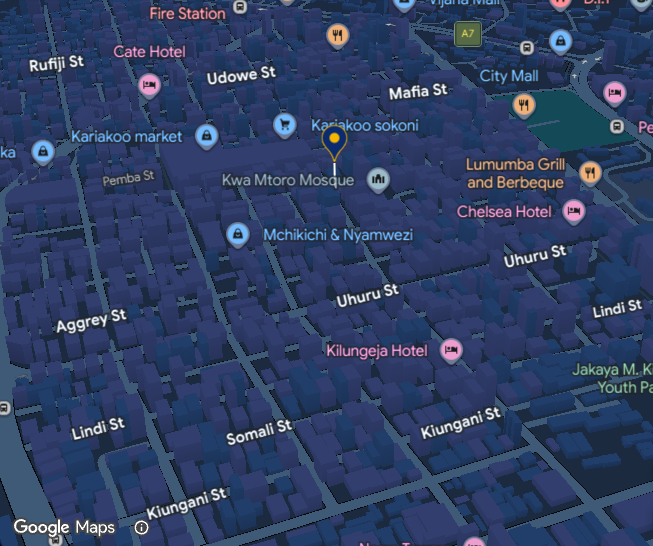 Fire Station
A7
Cate Hotel
Rufiji St
Udowe St
City Mall
Mafia St
Kariakoo market
Kariakoo sokoni
ka
Pemba St
Kwa Mtoro Mosque
Lumumba Grill
and Berbeque
Chelsea Hotel
Mchikichi & Nyamwezi
Uhuru St
Uhuru St
Aggrey St
Lindi St
Kilungeja Hotel
Jakaya M. Ki
Youth Pa
Lindi St
Somali St
Kiungani St
Kiungani St
Google Maps